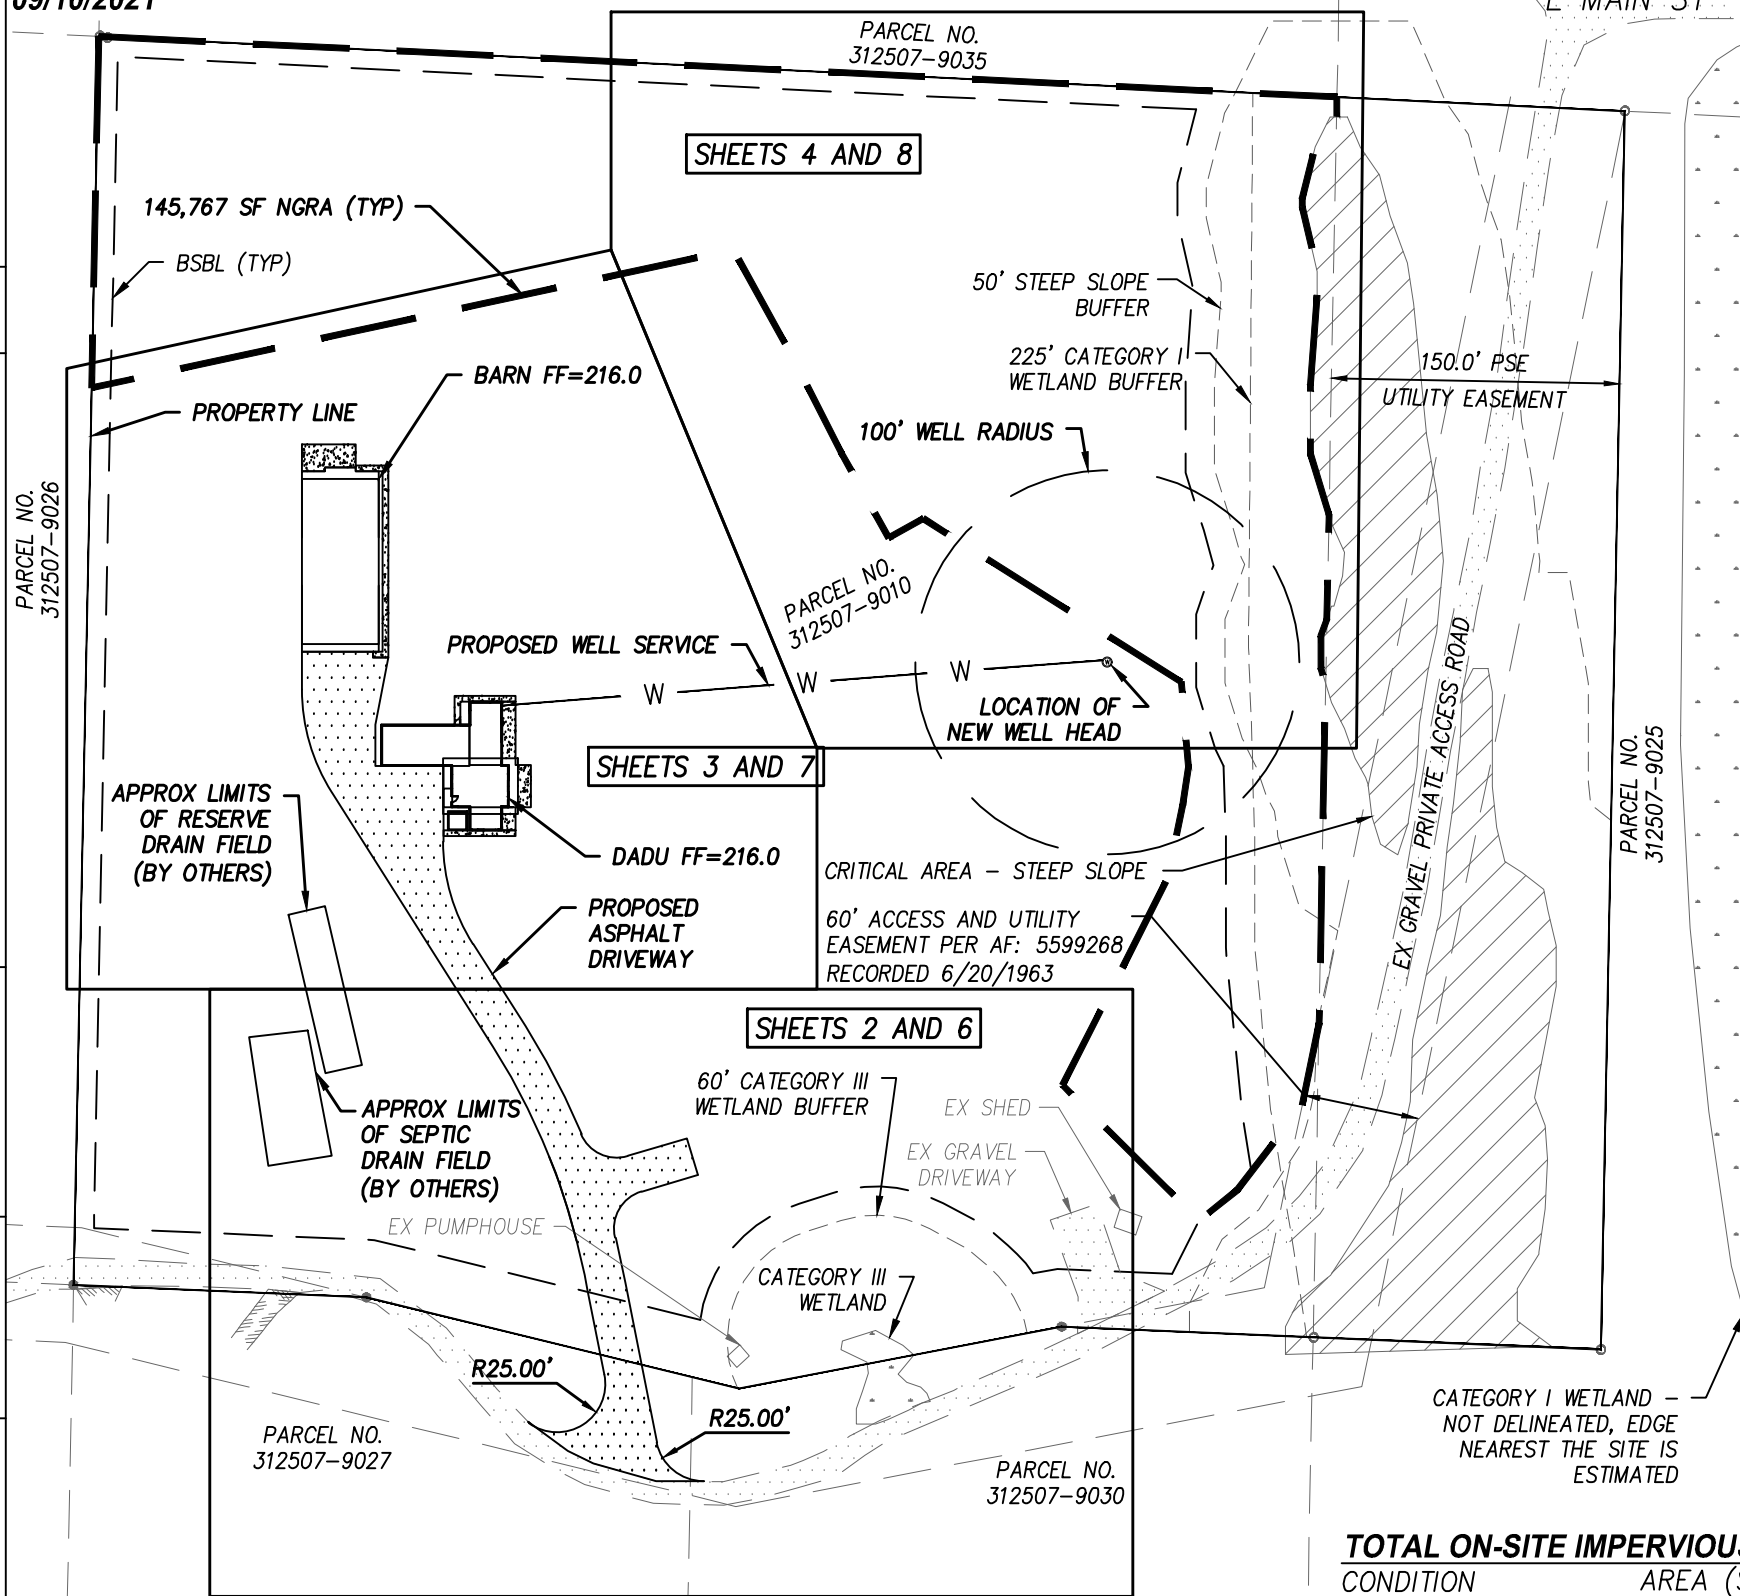 09/10/2021
E MAIN ST
PARCEL NO.
312507-9035
SHEETS 4 AND 8
145,767 SF NGRA (TYP)
BSBL (TYP)
50' STEEP SLOPE
BUFFER
225' CATEGORY I
WETLAND BUFFER
150.0' PSE
UTILITY EASEMENT
BARN FF=216.0
PROPERTY LINE
100' WELL RADIUS
PARCEL NO.
312507-9026
PARCEL NO.
312507-9010
PROPOSED WELL SERVICE
W
W
W
LOCATION OF
NEW WELL HEAD
EX GRAVEL PRIVATE ACCESS ROAD
PARCEL NO.
312507-9025
SHEETS 3 AND 7
APPROX LIMITS
OF RESERVE
DRAIN FIELD
(BY OTHERS)
DADU FF=216.0
CRITICAL AREA - STEEP SLOPE
PROPOSED
ASPHALT
DRIVEWAY
60' ACCESS AND UTILITY
EASEMENT PER AF: 5599268
RECORDED 6/20/1963
SHEETS 2 AND 6
60' CATEGORY III
WETLAND BUFFER
EX SHED
EX GRAVEL
DRIVEWAY
APPROX LIMITS
OF SEPTIC
DRAIN FIELD
(BY OTHERS)
EX PUMPHOUSE
CATEGORY III
WETLAND
R25.00'
R25.00'
PARCEL NO.
312507-9027
PARCEL NO.
312507-9030
CATEGORY I WETLAND -
NOT DELINEATED, EDGE
NEAREST THE SITE IS
ESTIMATED
TOTAL ON-SITE IMPERVIOUS
CONDITION AREA (S